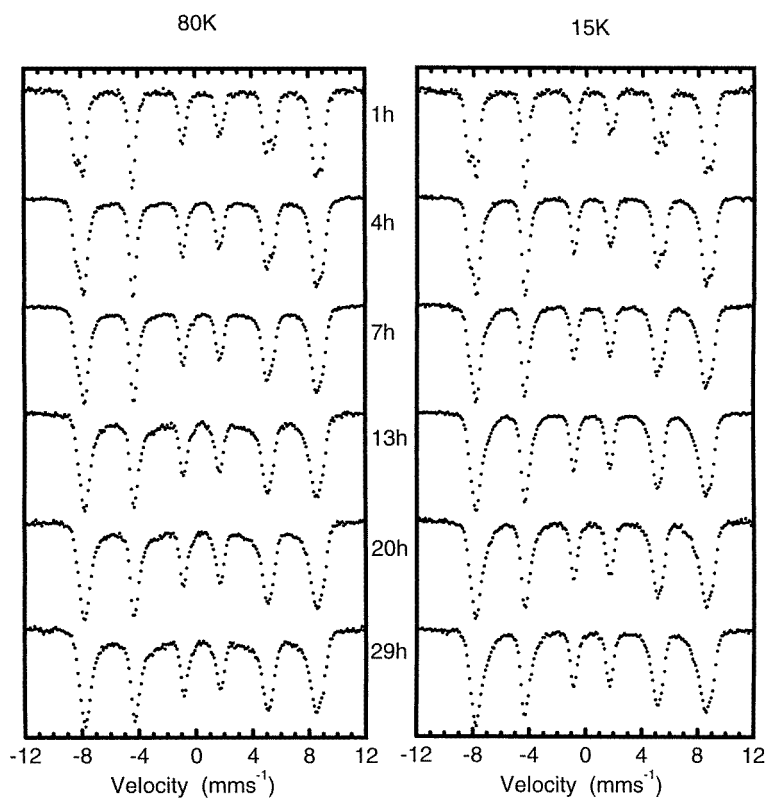 80K
15K
1h
4h
7h
13h
20h
29h
-12 -8 -4 0 4 8 12
-12 -8 -4 0 4 8 12
Velocity (mms⁻¹)
Velocity (mms⁻¹)